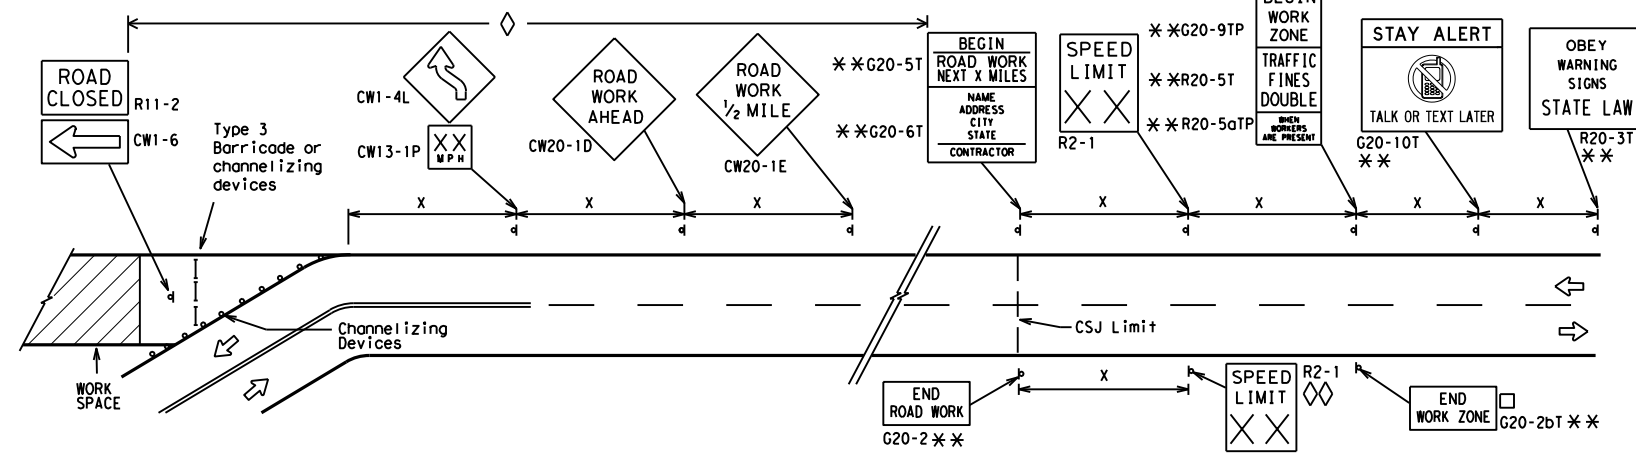 ROAD
CLOSED
R11-2
CW1-6
Type 3
Barricade or
channelizing
devices
CW1-4L
XX
MPH
CW13-1P
ROAD
WORK
AHEAD
CW20-1D
ROAD
WORK
1/2 MILE
CW20-1E
**G20-5T
**G20-6T
BEGIN
ROAD WORK
NEXT X MILES
NAME
ADDRESS
CITY
STATE
CONTRACTOR
SPEED
LIMIT
XX
R2-1
**G20-9TP
**R20-5T
**R20-5aTP
BEGIN
WORK
ZONE
TRAFFIC
FINES
DOUBLE
WHEN
WORKERS
ARE PRESENT
STAY ALERT
TALK OR TEXT LATER
G20-10T
**
OBEY
WARNING
SIGNS
STATE LAW
R20-3T
**
X
X
X
X
X
X
X
Channelizing
Devices
CSJ Limit
WORK
SPACE
END
ROAD WORK
G20-2**
X
SPEED
LIMIT
XX
R2-1
END
WORK ZONE
G20-2bT**